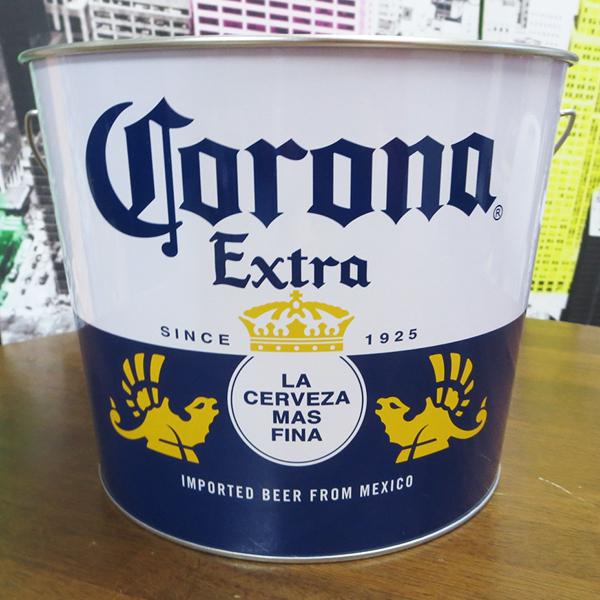 Corona
®
Extra
SINCE 1925
LA
CERVEZA
MAS
FINA
IMPORTED BEER FROM MEXICO